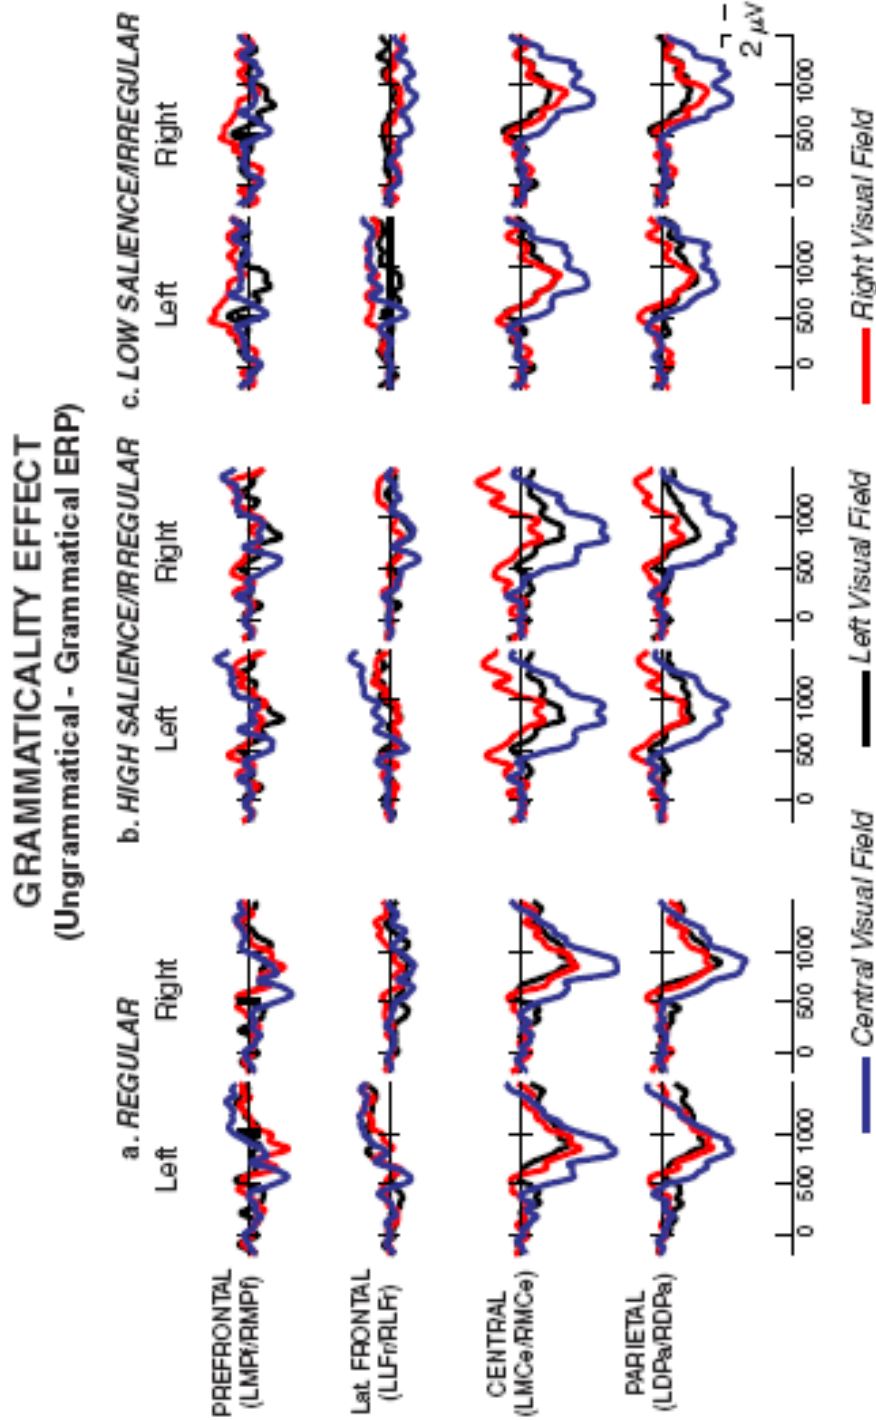 GRAMMATICALITY EFFECT
(Ungrammatical - Grammatical ERP)
a. REGULAR
b. HIGH SALIENCE/IRREGULAR
c. LOW SALIENCE/IRREGULAR
Left Right Left Right Left Right
PREFRONTAL
(LMPf/RMPf)
Lat. FRONTAL
(LLFr/RLFr)
CENTRAL
(LMCe/RMCe)
PARIETAL
(LDPa/RDPa)
2 µV
0 500 1000 0 500 1000 0 500 1000 0 500 1000 0 500 1000 0 500 1000
Central Visual Field Left Visual Field Right Visual Field